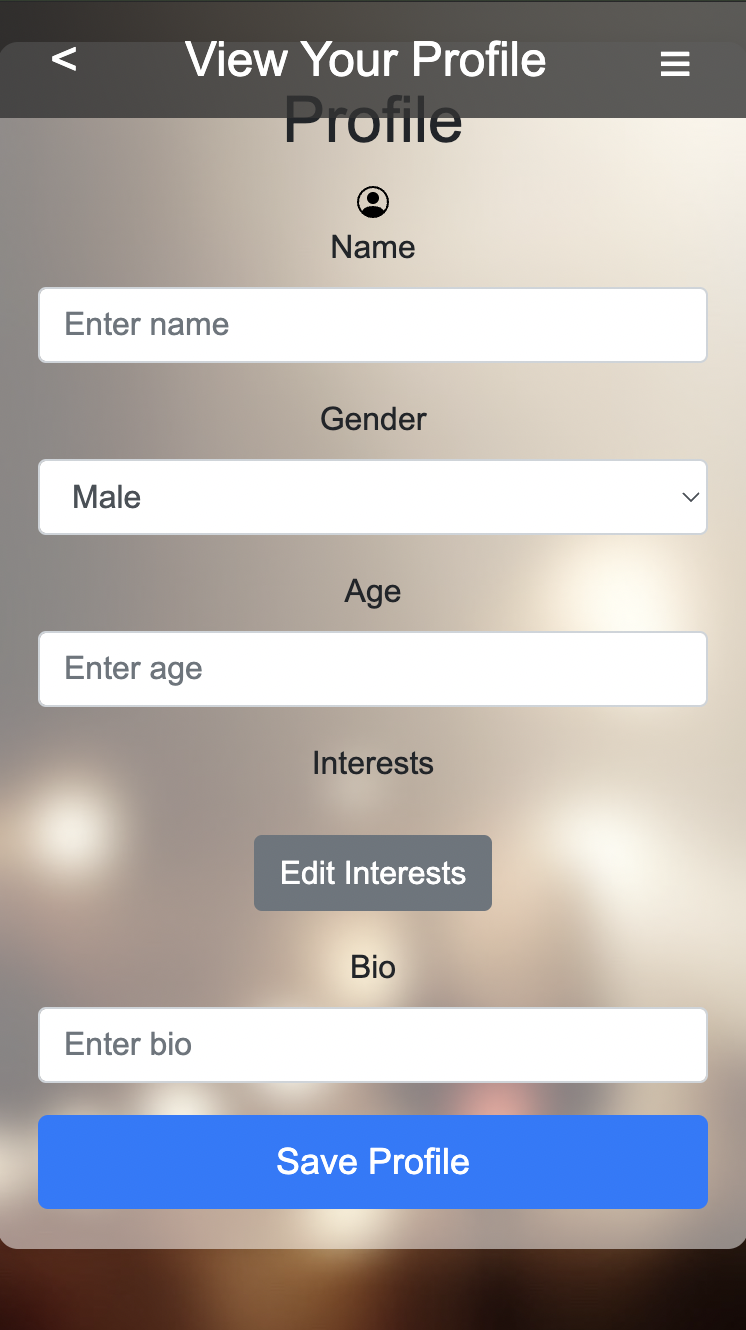 < View Your Profile
Profile
Name
Enter name
Gender
Male
Age
Enter age
Interests
Edit Interests
Bio
Enter bio
Save Profile